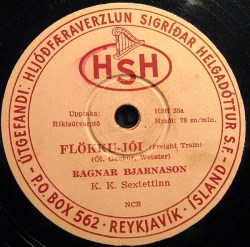 ÚTGEFANDI: HLJÓÐFÆRAVERZLUN SIGRÍÐAR HELGADÓTTUR S.F.
HSH
Upptaka: HSH 35a
Ríkisútvarpið Hraði: 78 sn/mín.
FLÖKKU-JÓI (Freight Train)
RAGNAR BJARNASON
K. K. Sextettinn
NCB
-P.O. BOX 562 - REYKJAVÍK - ÍSLAND-